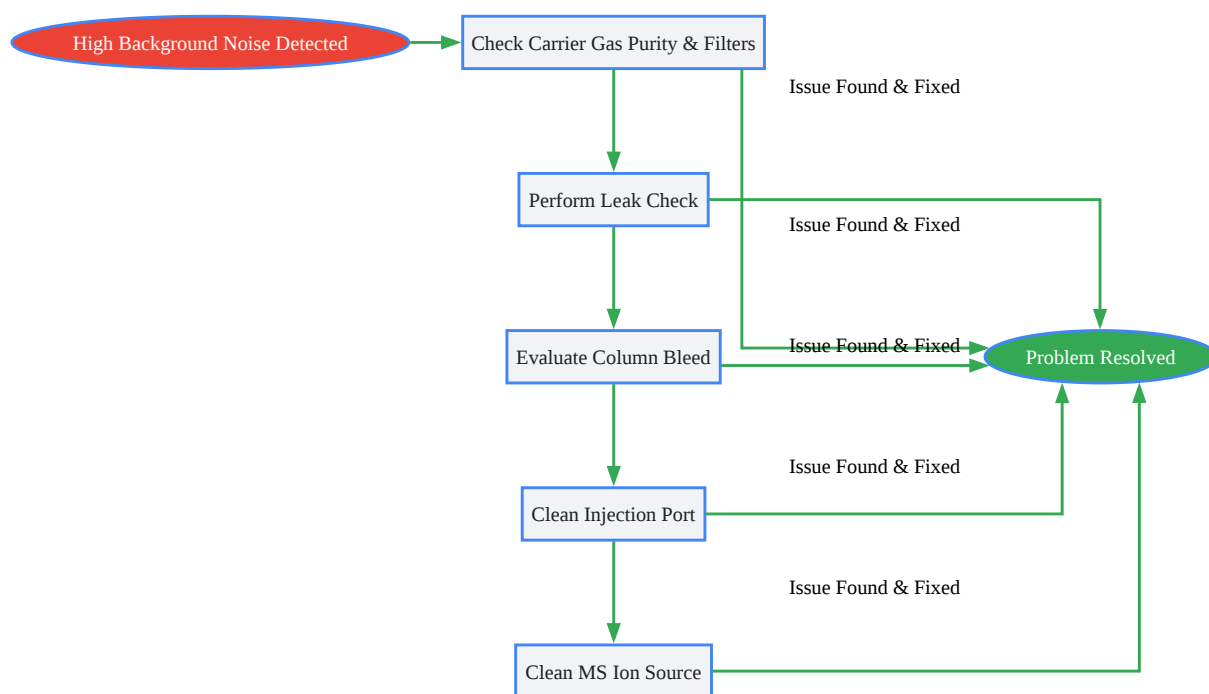 High Background Noise Detected
Check Carrier Gas Purity & Filters
Issue Found & Fixed
Perform Leak Check
Issue Found & Fixed
Issue Found & Fixed
Evaluate Column Bleed
Problem Resolved
Issue Found & Fixed
Clean Injection Port
Issue Found & Fixed
Clean MS Ion Source